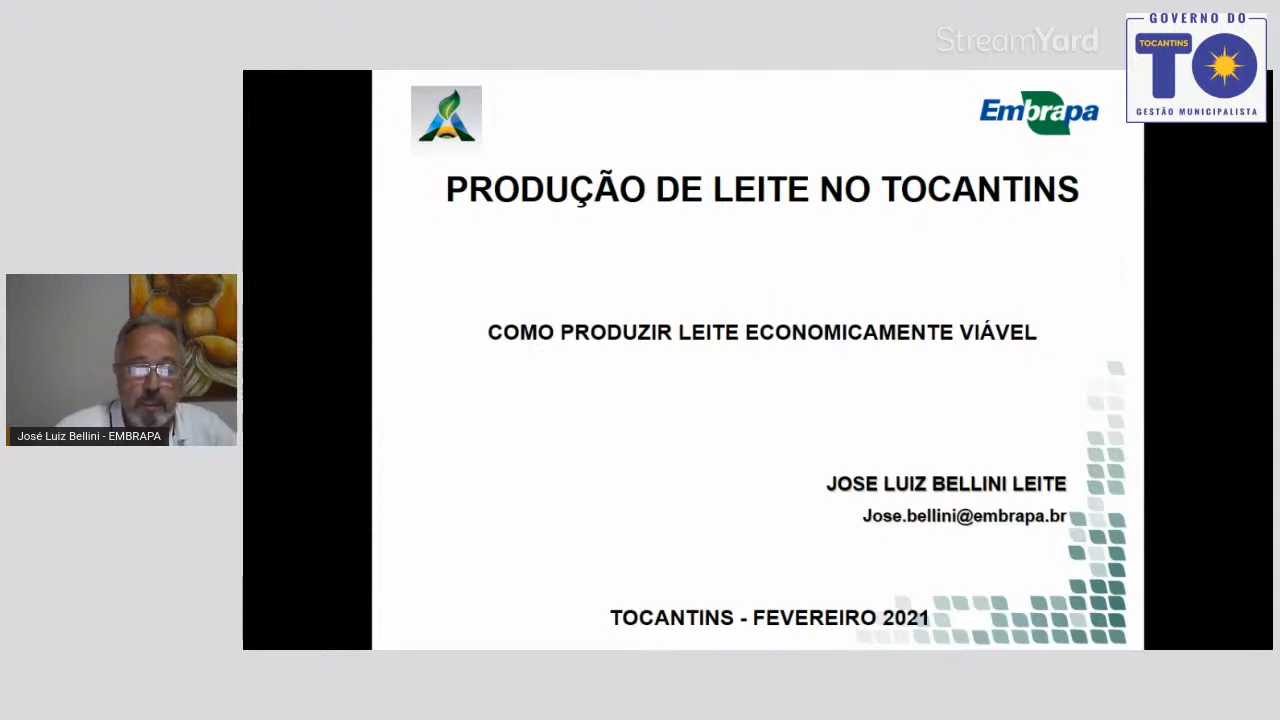 StreamYard
GOVERNO DO
TOCANTINS
TO
GESTÃO MUNICIPALISTA
Embrapa
PRODUÇÃO DE LEITE NO TOCANTINS
COMO PRODUZIR LEITE ECONOMICAMENTE VIÁVEL
José Luiz Bellini - EMBRAPA
JOSE LUIZ BELLINI LEITE
Jose.bellini@embrapa.br
TOCANTINS - FEVEREIRO 2021